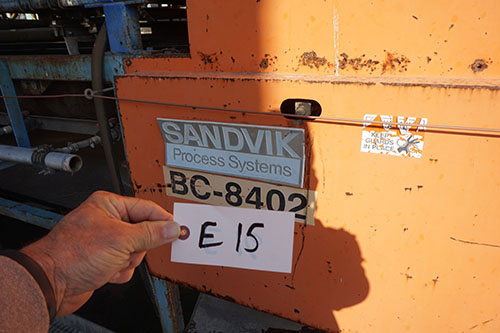 SANDVIK
Process Systems
BC-8402
E 15
KEEP
GUARDS
IN PLACE